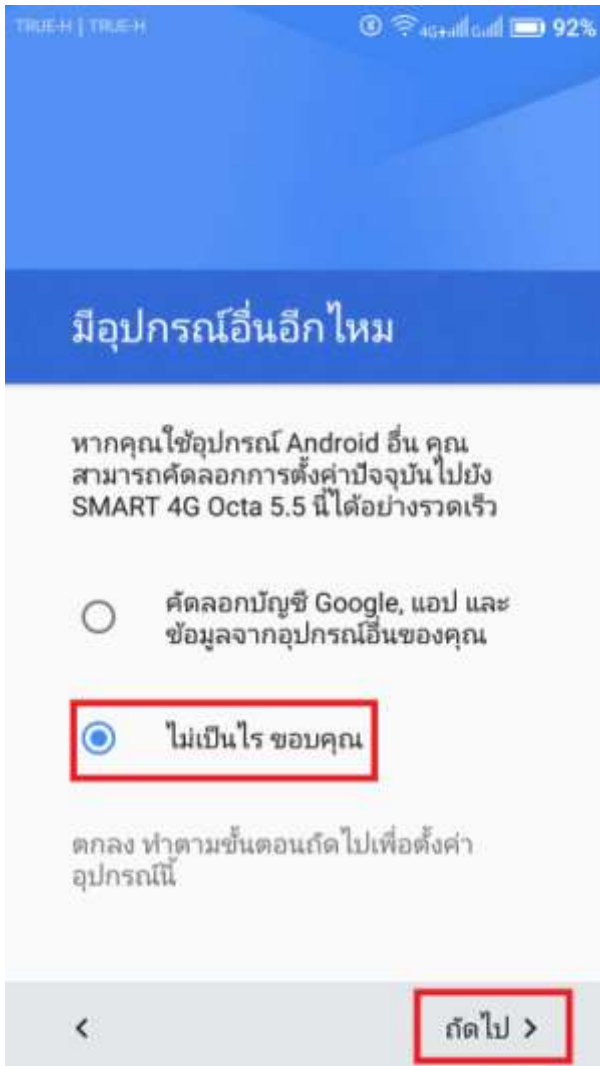 TRUE-H | TRUE-H 4G+ G 92%
มีอุปกรณ์อื่นอีกไหม
หากคุณใช้อุปกรณ์ Android อื่น คุณ
สามารถคัดลอกการตั้งค่าปัจจุบันไปยัง
SMART 4G Octa 5.5 นี้ได้อย่างรวดเร็ว
คัดลอกบัญชี Google, แอป และ
ข้อมูลจากอุปกรณ์อื่นของคุณ
ไม่เป็นไร ขอบคุณ
ตกลง ทำตามขั้นตอนถัดไปเพื่อตั้งค่า
อุปกรณ์นี้
ถัดไป